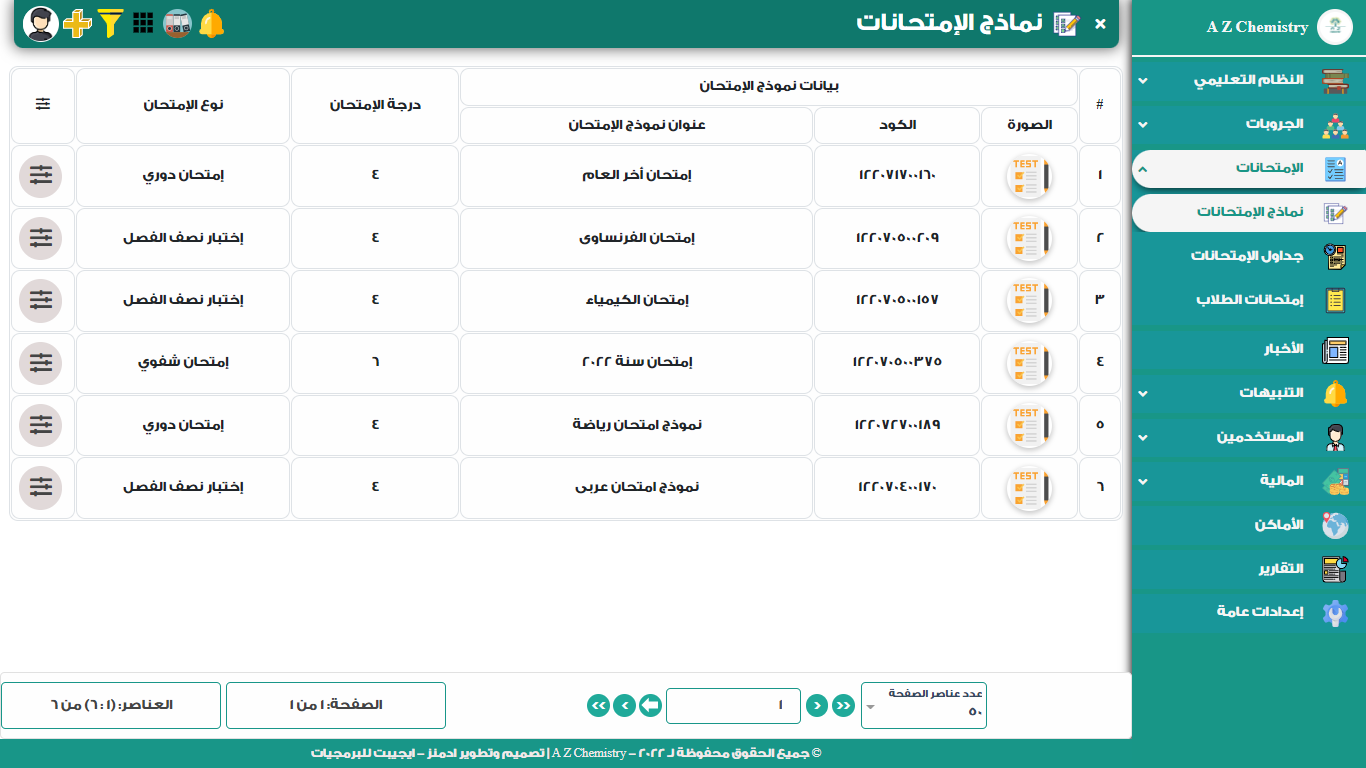 A Z Chemistry
النظام التعليمي
الجروبات
الإمتحانات
نماذج الإمتحانات
جداول الإمتحانات
إمتحانات الطلاب
الأخبار
التنبيهات
المستخدمين
المالية
الأماكن
التقارير
إعدادات عامة
× نماذج الإمتحانات
# بيانات نموذج الإمتحان درجة الإمتحان نوع الإمتحان
الصورة الكود عنوان نموذج الإمتحان
١ TEST ١٢٢٠٧١٧٠٠١٦٠ إمتحان أخر العام ٤ إمتحان دوري
٢ TEST ١٢٢٠٧٠٥٠٠٢٠٩ إمتحان الفرنساوى ٤ إختبار نصف الفصل
٣ TEST ١٢٢٠٧٠٥٠٠١٥٧ إمتحان الكيمياء ٤ إختبار نصف الفصل
٤ TEST ١٢٢٠٧٠٥٠٠٣٧٥ إمتحان سنة ٢٠٢٢ ٦ إمتحان شفوي
٥ TEST ١٢٢٠٧٢٧٠٠١٨٩ نموذج امتحان رياضة ٤ إمتحان دوري
٦ TEST ١٢٢٠٧٠٤٠٠١٧٠ نموذج امتحان عربى ٤ إختبار نصف الفصل
عدد عناصر الصفحة
٥٠
١
الصفحة: ١ من ١
العناصر: (١ : ٦) من ٦
© جميع الحقوق محفوظة لـ ٢٠٢٢ – A Z Chemistry | تصميم وتطوير ادمنز – ايجيبت للبرمجيات